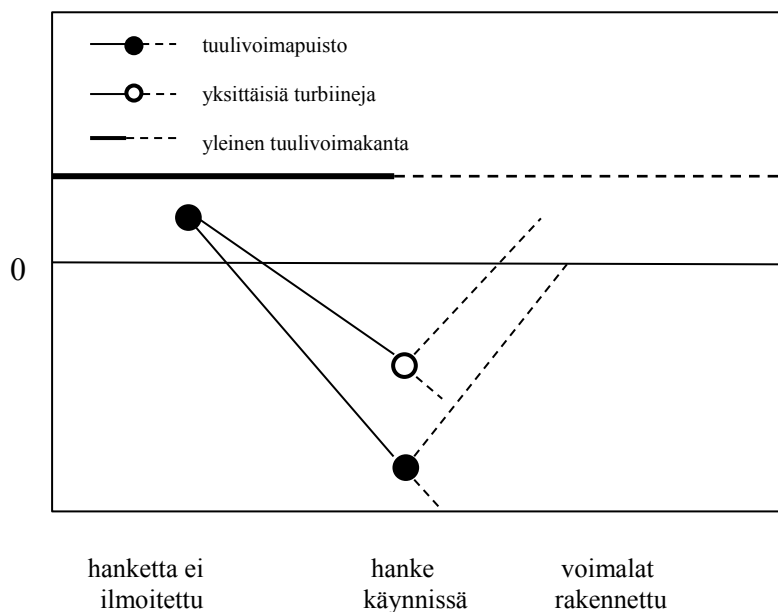 tuulivoimapuisto
yksittäisiä turbiineja
yleinen tuulivoimakanta
0
hanketta ei
ilmoitettu
hanke
käynnissä
voimalat
rakennettu